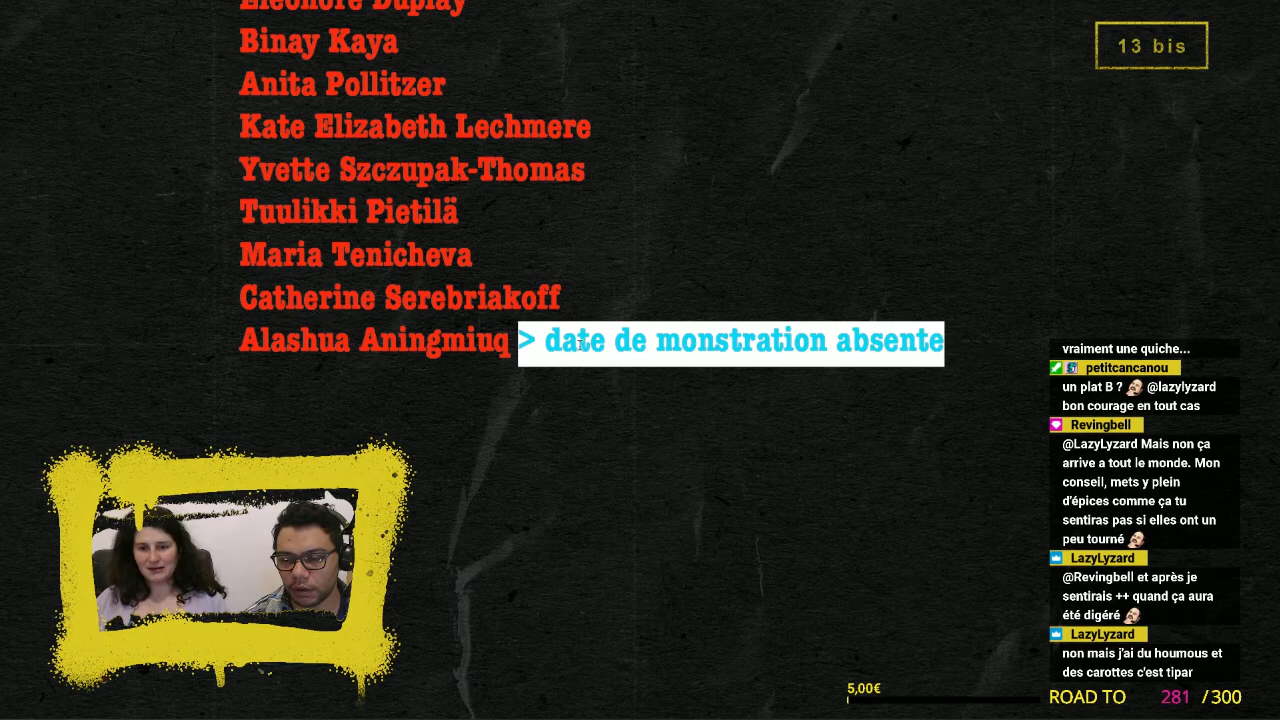 Eléonore Duplay
13 bis
Binay Kaya
Anita Pollitzer
Kate Elizabeth Lechmere
Yvette Szczupak-Thomas
Tuulikki Pietilä
Maria Tenicheva
Catherine Serebriakoff
Alashua Aningmiuq > date de monstration absente
vraiment une quiche...
petitcancanou
un plat B ? @lazylyzard
bon courage en tout cas
Revingbell
@LazyLyzard Mais non ça
arrive a tout le monde. Mon
conseil, mets y plein
d'épices comme ça tu
sentiras pas si elles ont un
peu tourné
LazyLyzard
@Revingbell et après je
sentirais ++ quand ça aura
été digéré
LazyLyzard
non mais j'ai du houmous et
des carottes c'est tipar
5,00€
ROAD TO 281 / 300